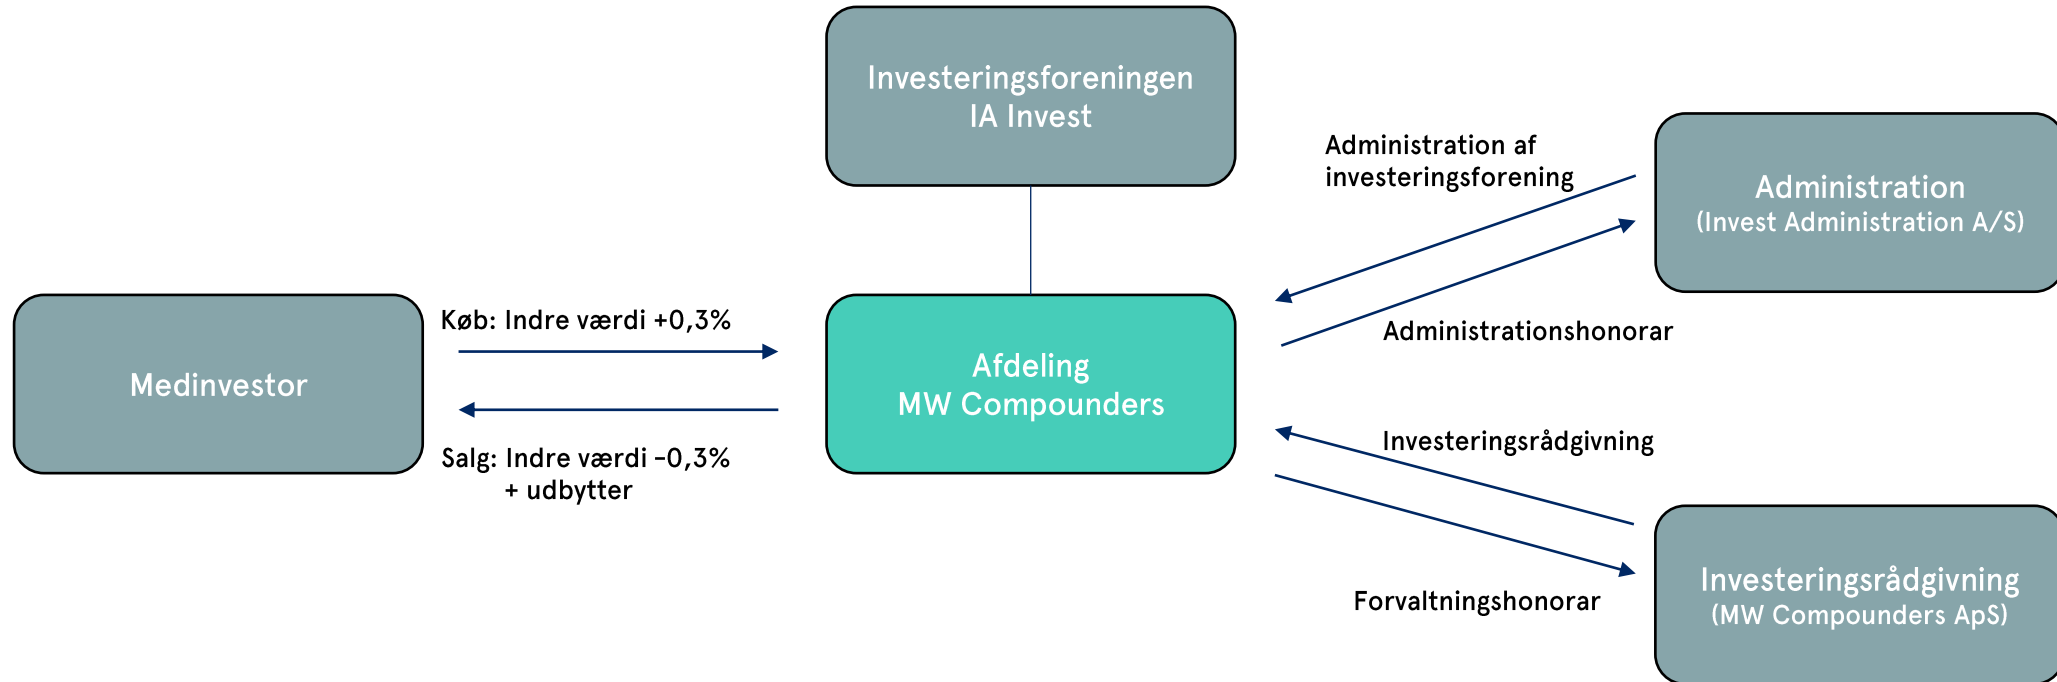 Investeringsforeningen
IA Invest
Administration af
investeringsforening
Administration
(Invest Administration A/S)
Køb: Indre værdi +0,3%
Administrationshonorar
Medinvestor
Afdeling
MW Compounders
Salg: Indre værdi -0,3%
+ udbytter
Investeringsrådgivning
Forvaltningshonorar
Investeringsrådgivning
(MW Compounders ApS)